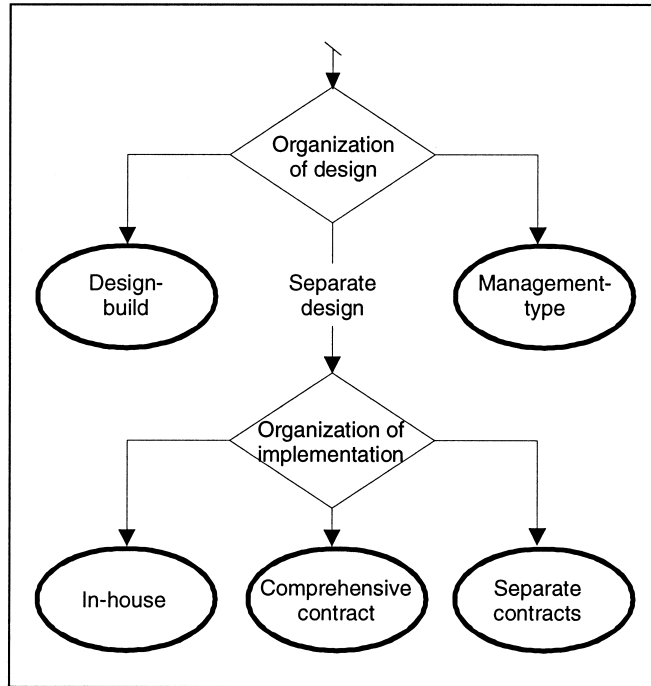 Organization
of design
Design-
build
Separate
design
Management-
type
Organization of
implementation
In-house
Comprehensive
contract
Separate
contracts